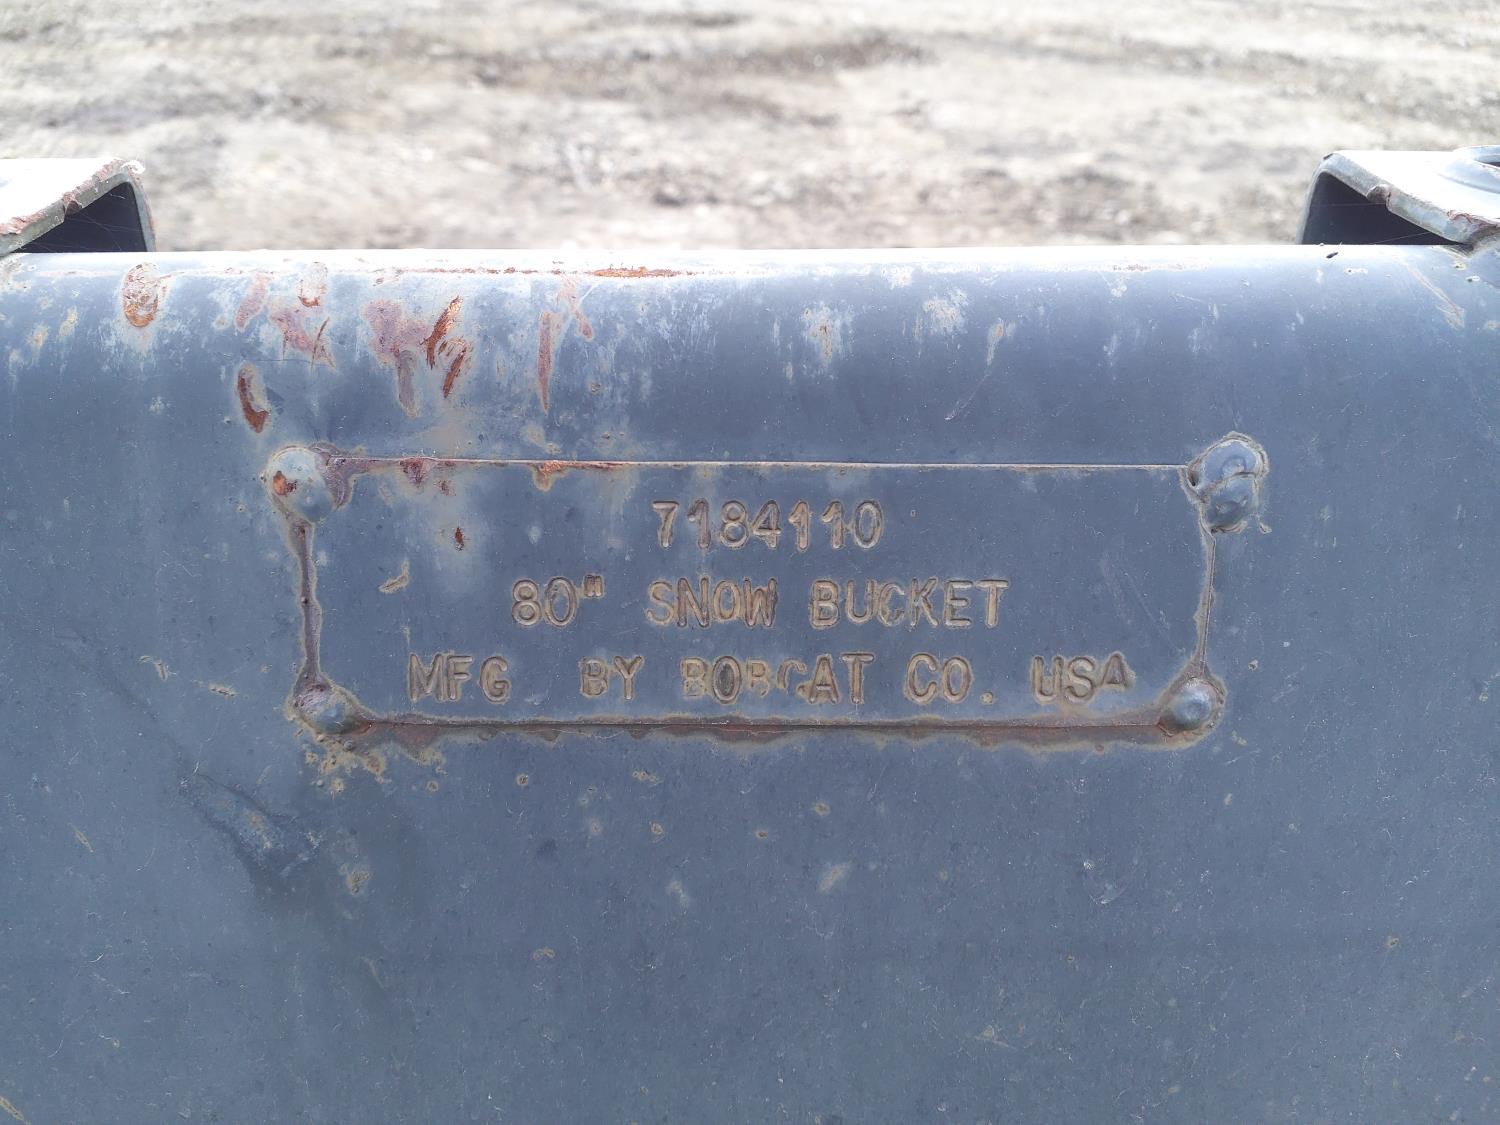 7184110
80" SNOW BUCKET
MFG BY BOBCAT CO. USA